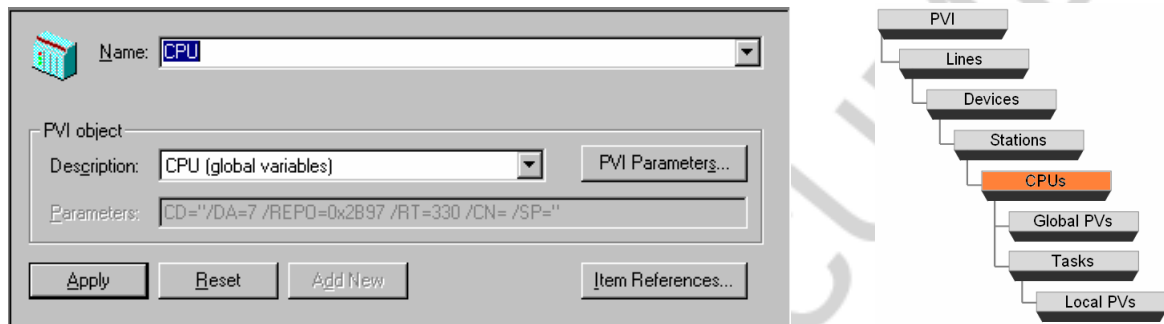 Name: CPU
PVI object
Description: CPU (global variables) PVI Parameters...
Parameters: CD="/DA=7 /REPO=0x2B97 /RT=330 /CN= /SP="
Apply Reset Add New Item References...
PVI
Lines
Devices
Stations
CPUs
Global PVs
Tasks
Local PVs